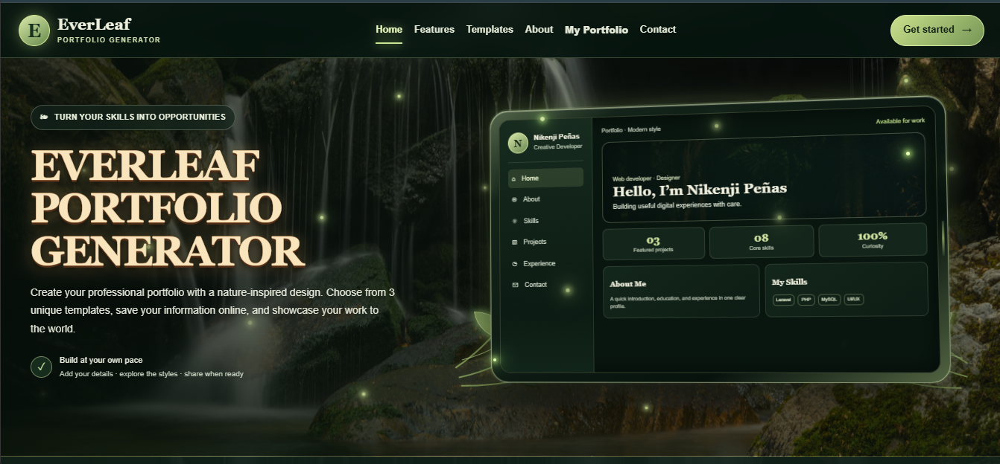 E
EverLeaf
PORTFOLIO GENERATOR
Home
Features
Templates
About
My Portfolio
Contact
Get started →
TURN YOUR SKILLS INTO OPPORTUNITIES
EVERLEAF
PORTFOLIO
GENERATOR
Create your professional portfolio with a nature-inspired design. Choose from 3
unique templates, save your information online, and showcase your work to
the world.
✓
Build at your own pace
Add your details · explore the styles · share when ready
N
Nikenji Peñas
Creative Developer
Home
About
Skills
Projects
Experience
Contact
Portfolio · Modern style
Available for work
Web developer · Designer
Hello, I'm Nikenji Peñas
Building useful digital experiences with care.
03
Featured projects
08
Core skills
100%
Curiosity
About Me
A quick introduction, education, and experience in one clear
profile.
My Skills
Laravel
PHP
MySQL
UI/UX